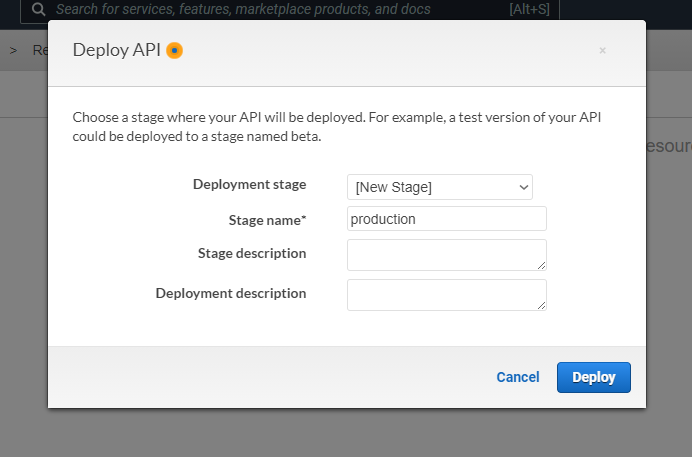 Search for services, features, marketplace products, and docs [Alt+S]
> Re
Deploy API
×
Choose a stage where your API will be deployed. For example, a test version of your API
could be deployed to a stage named beta.
esour
Deployment stage [New Stage]
Stage name* production
Stage description
Deployment description
Cancel Deploy